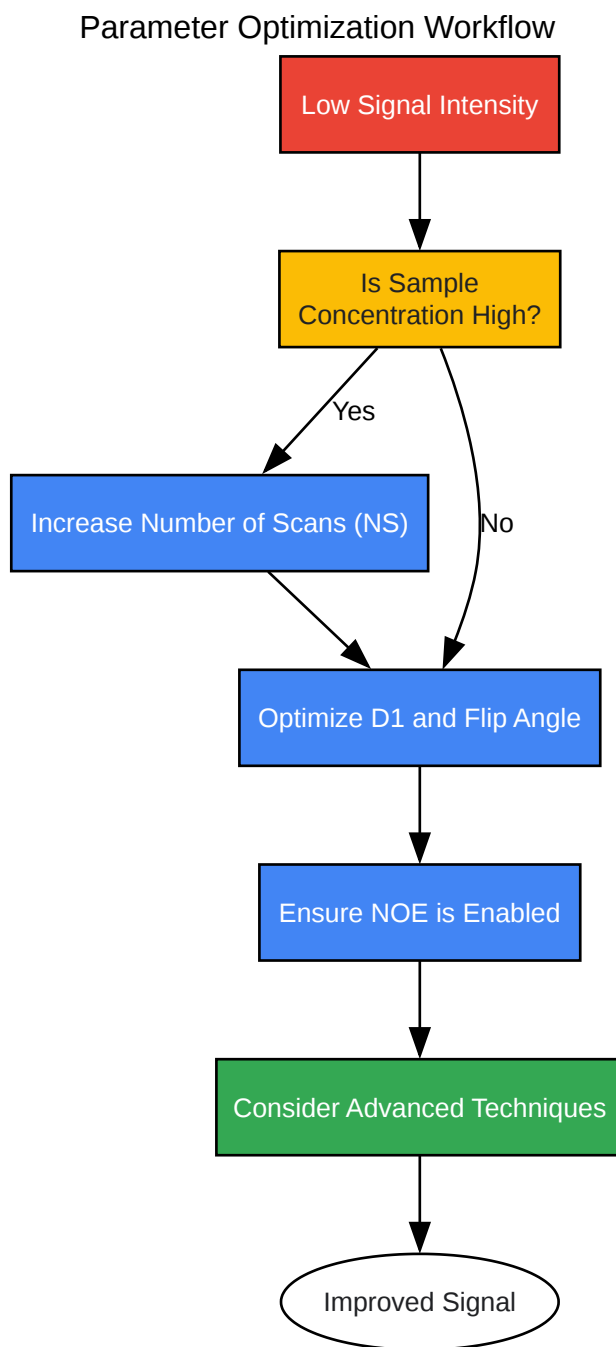 Parameter Optimization Workflow
Low Signal Intensity
Is Sample
Concentration High?
Yes
Increase Number of Scans (NS)
No
Optimize D1 and Flip Angle
Ensure NOE is Enabled
Consider Advanced Techniques
Improved Signal